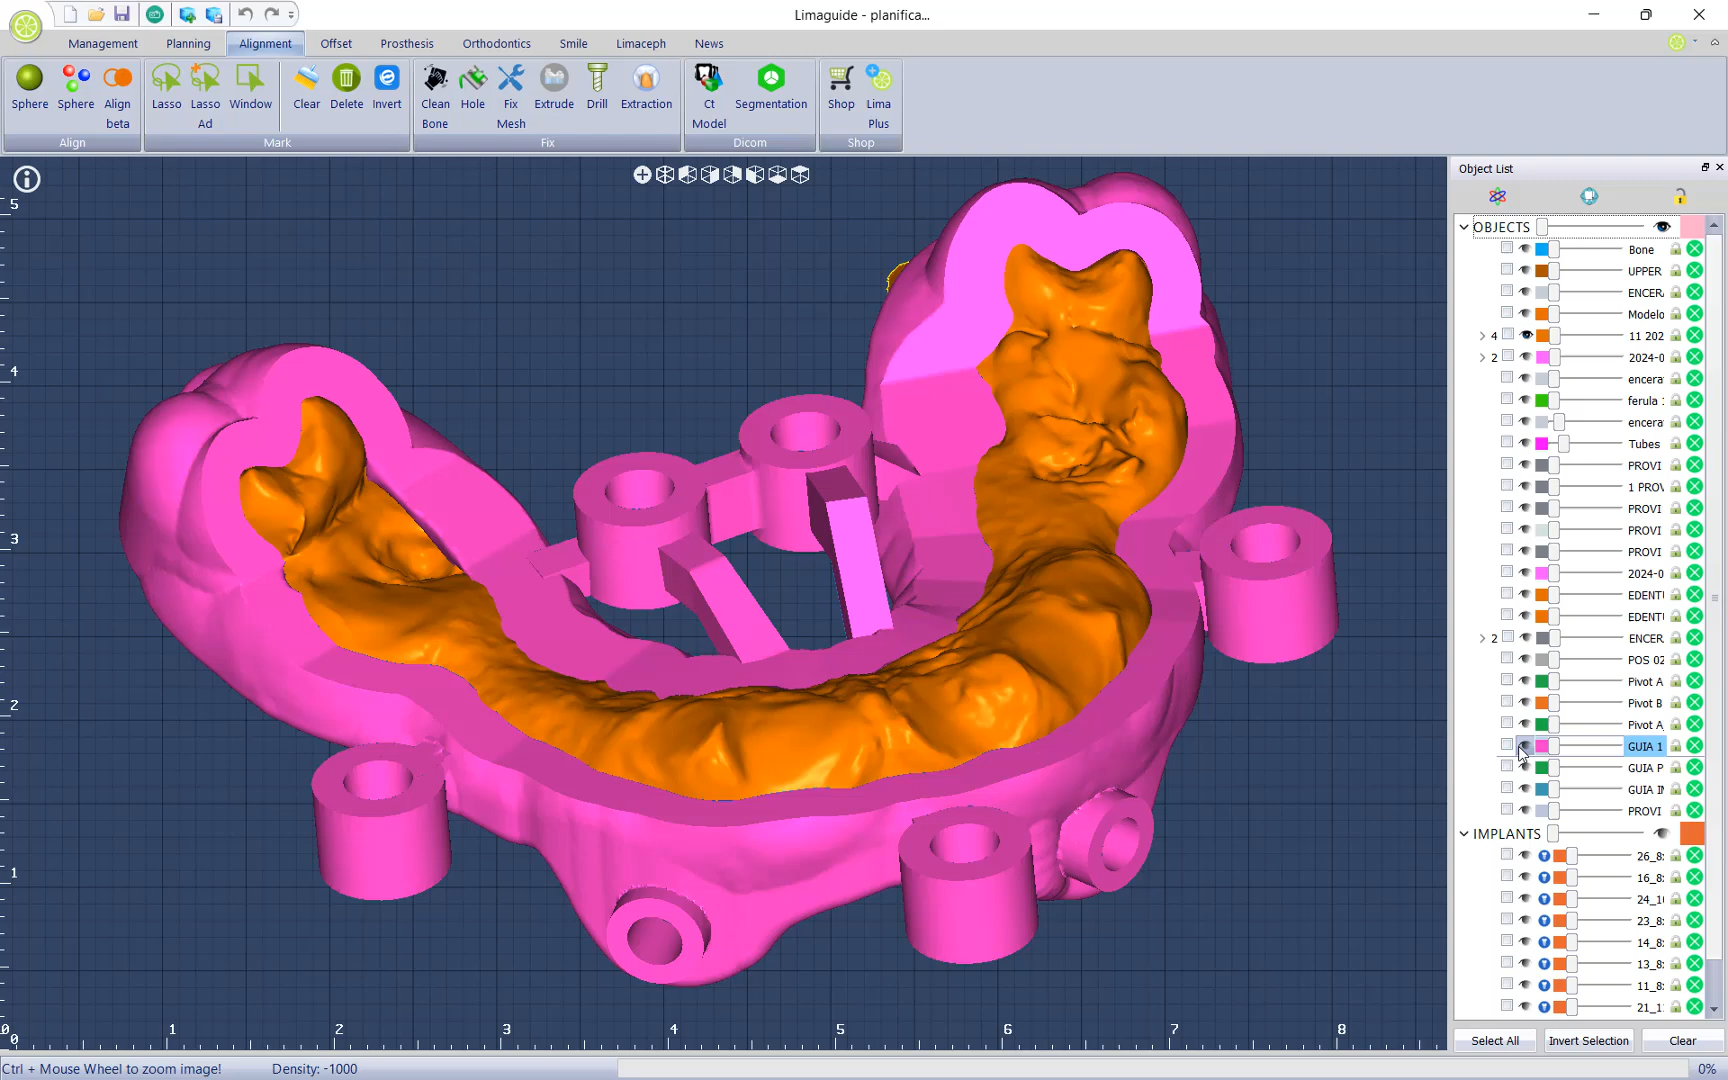 Limaguide - planifica...
Management Planning Alignment Offset Prosthesis Orthodontics Smile Limaceph News
Sphere Sphere Align beta Lasso Lasso Ad Window Clear Delete Invert Clean Bone Hole Fix Mesh Extrude Drill Extraction Ct Model Segmentation Shop Lima Plus
Align Mark Fix Dicom Shop
Object List
OBJECTS
Bone
UPPER
ENCER
Modelo
4 11 202
2 2024-0
encera
ferula
encera
Tubes
PROVI
1 PROV
PROVI
PROVI
PROVI
2024-0
EDENT
EDENT
2 ENCER
POS 02
Pivot A
Pivot B
Pivot A
GUIA 1
GUIA P
GUIA I
PROVI
IMPLANTS
26_8
16_8
24_1
23_8
14_8
13_8
11_8
21_1
5
4
3
2
1
0
0 1 2 3 4 5 6 7 8
Select All Invert Selection Clear
Ctrl + Mouse Wheel to zoom image! Density: -1000 0%